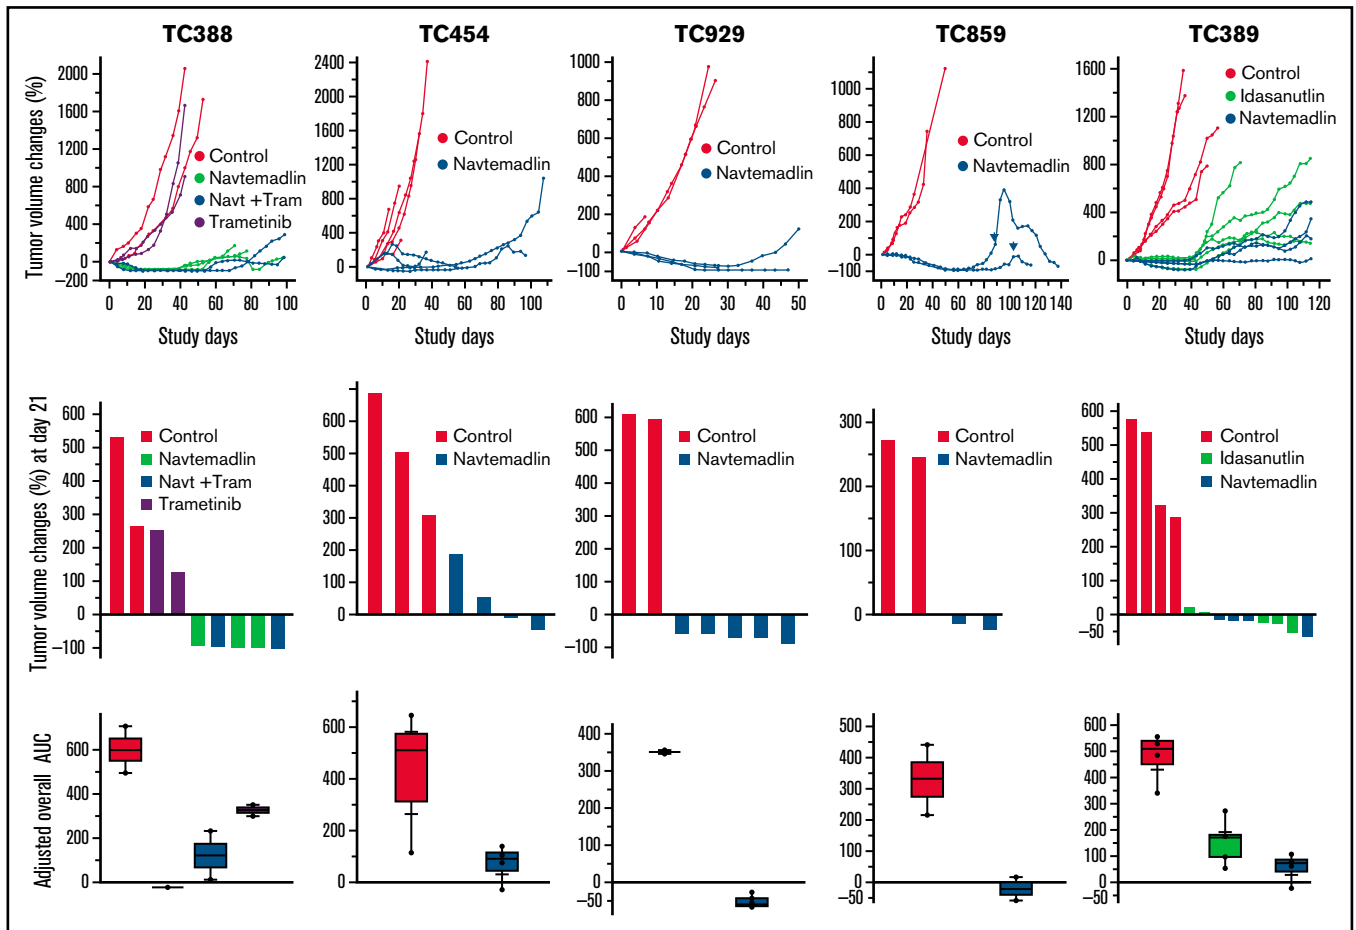 TC388
TC454
TC929
TC859
TC389
Tumor volume changes (%)
2000
1600
1200
800
400
0
−200
Control
Navtemadlin
Navt +Tram
Trametinib
0 20 40 60 80 100
Study days
2400
2000
1600
1200
800
400
0
Control
Navtemadlin
0 20 40 60 80 100
Study days
1000
800
600
400
200
0
−100
Control
Navtemadlin
0 10 20 30 40 50
Study days
1000
800
600
400
200
0
−100
Control
Navtemadlin
0 20 40 60 80 100 120 140
Study days
1600
1200
800
400
0
Control
Idasanutlin
Navtemadlin
0 20 40 60 80 100 120
Study days
Tumor volume changes (%) at day 21
600
500
400
300
200
100
0
−100
Control
Navtemadlin
Navt +Tram
Trametinib
600
500
400
300
200
100
0
Control
Navtemadlin
600
500
400
300
200
100
0
−100
Control
Navtemadlin
300
200
100
0
Control
Navtemadlin
600
500
400
300
200
100
0
−50
Control
Idasanutlin
Navtemadlin
Adjusted overall AUC
600
400
200
0
600
400
200
0
400
300
200
100
0
−50
500
400
300
200
100
0
−50
600
500
400
300
200
100
0
−50